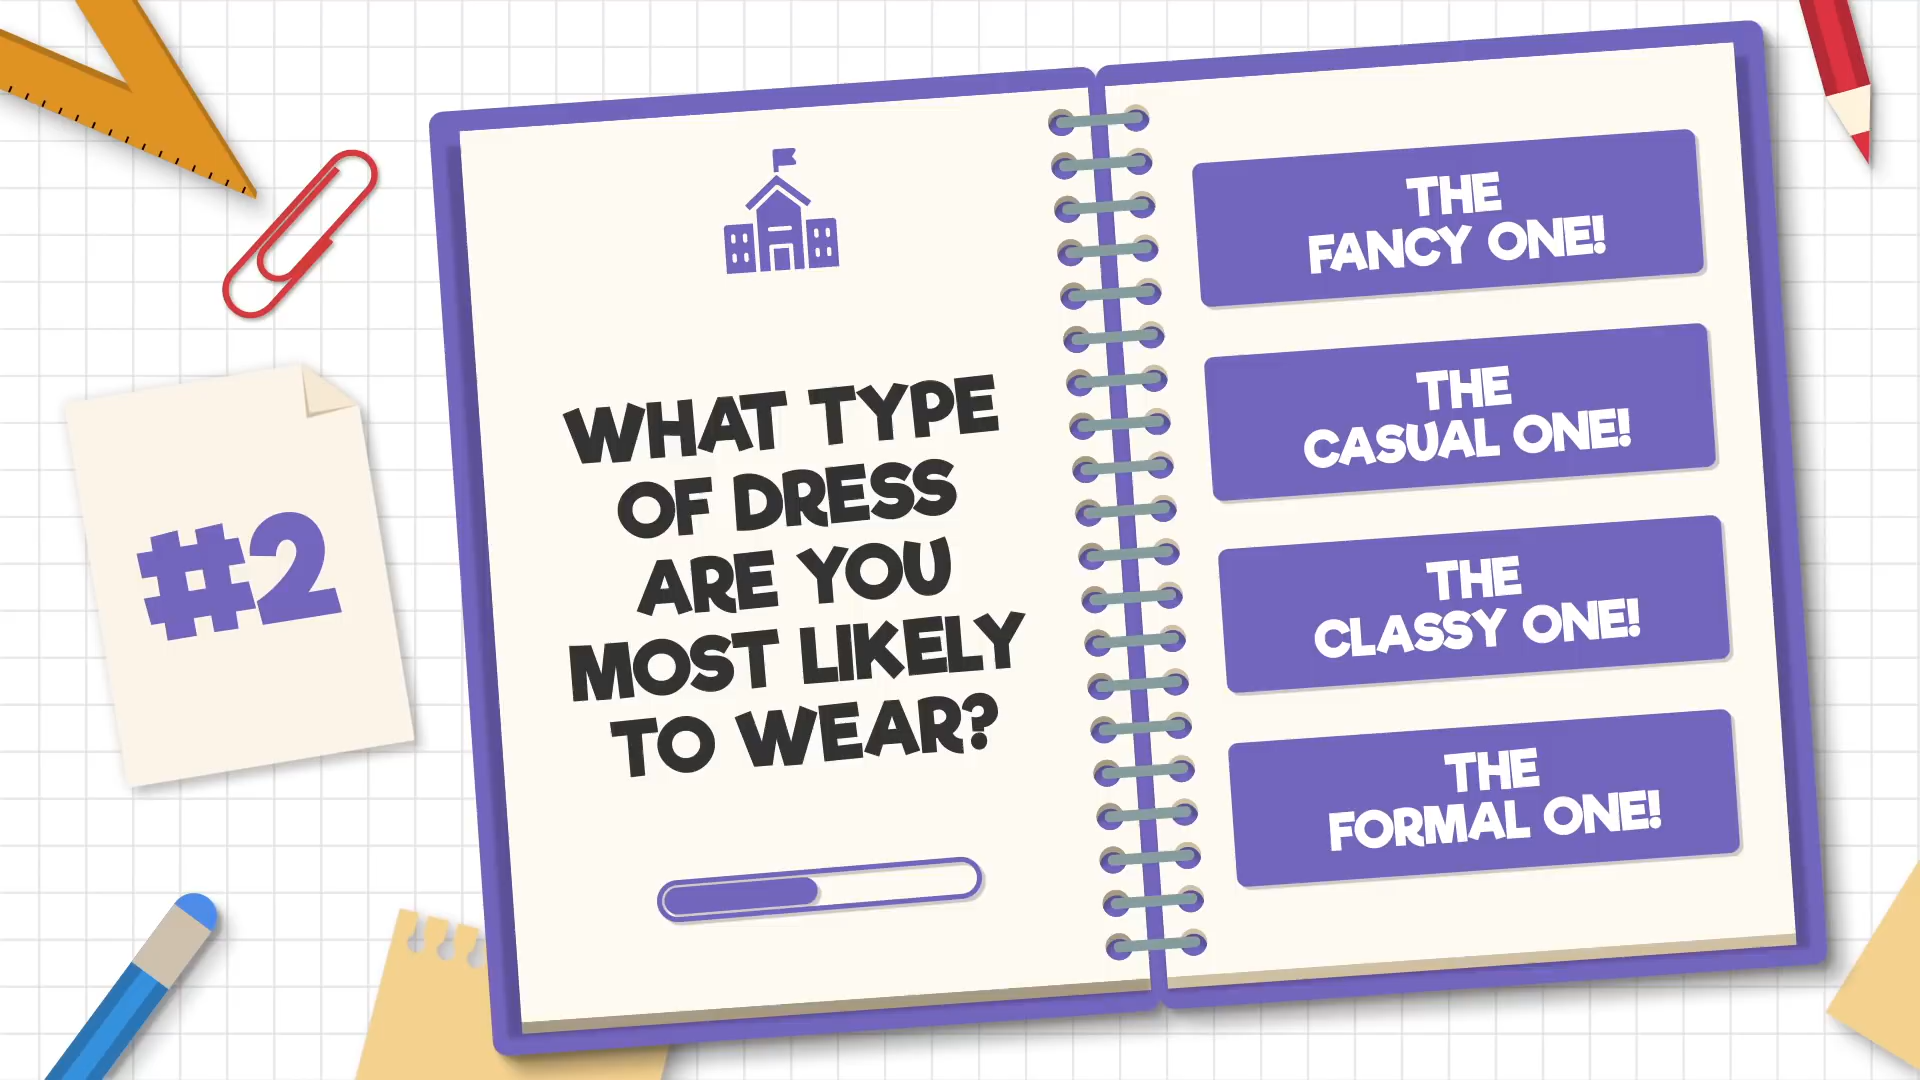 #2
WHAT TYPE
OF DRESS
ARE YOU
MOST LIKELY
TO WEAR?
THE
FANCY ONE!
THE
CASUAL ONE!
THE
CLASSY ONE!
THE
FORMAL ONE!